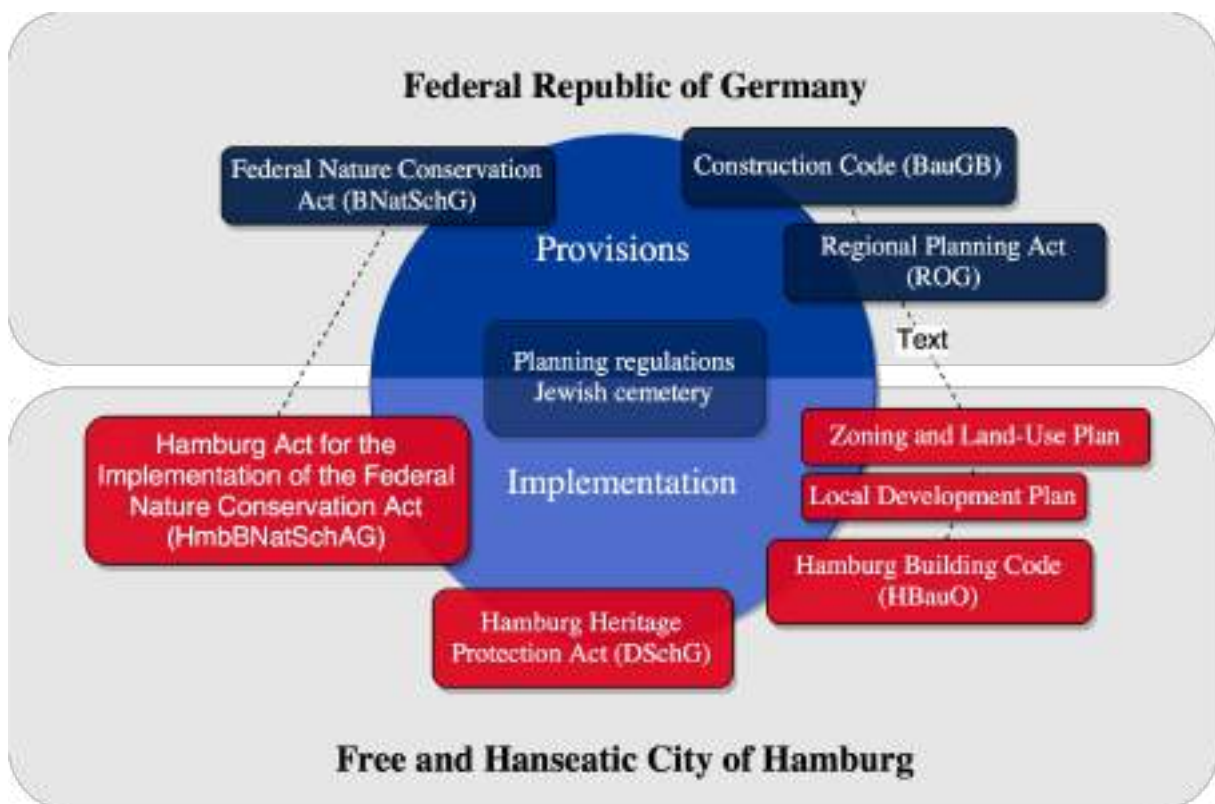 Federal Republic of Germany
Federal Nature Conservation
Act (BNatSchG)
Construction Code (BauGB)
Provisions
Regional Planning Act
(ROG)
Text
Planning regulations
Jewish cemetery
Hamburg Act for the
Implementation of the Federal
Nature Conservation Act
(HmbBNatSchAG)
Zoning and Land-Use Plan
Implementation
Local Development Plan
Hamburg Building Code
(HBauO)
Hamburg Heritage
Protection Act (DSchG)
Free and Hanseatic City of Hamburg